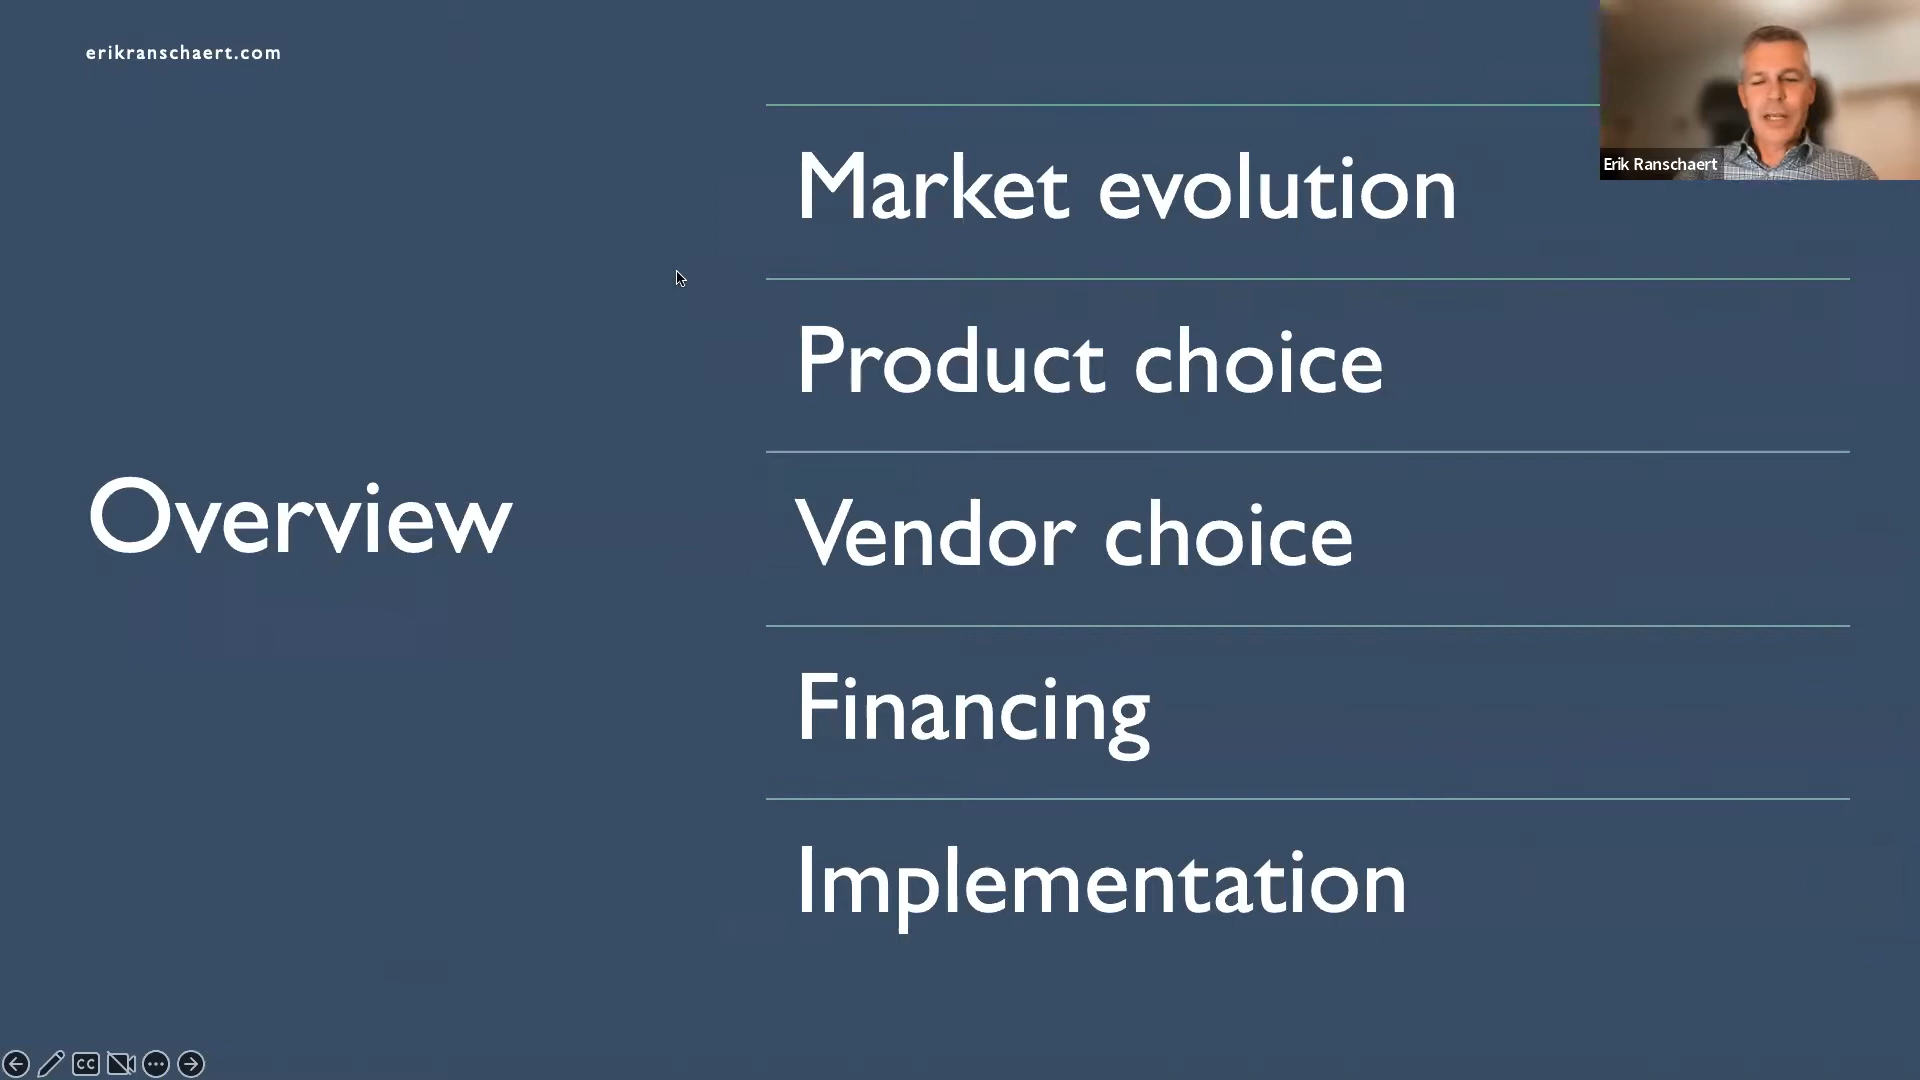 erikranschaert.com
Erik Ranschaert
Overview
Market evolution
Product choice
Vendor choice
Financing
Implementation
CC